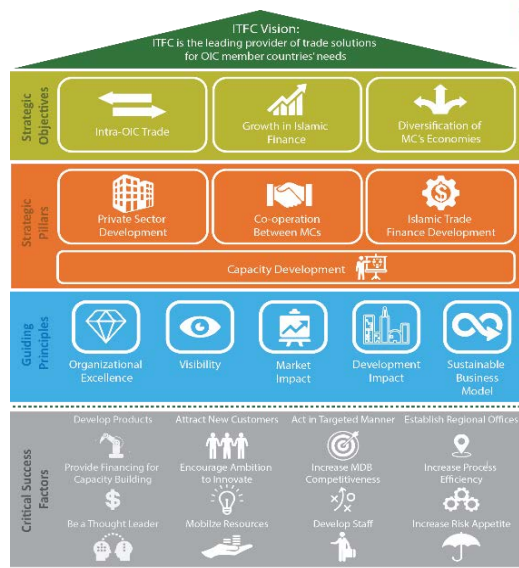 ITFC Vision:
ITFC is the leading provider of trade solutions
for OIC member countries' needs
Strategic
Objectives
Intra-OIC Trade
Growth in Islamic
Finance
Diversification of
MC's Economies
Strategic
Pillars
Private Sector
Development
Co-operation
Between MCs
Islamic Trade
Finance Development
Capacity Development
Guiding
Principles
Organizational
Excellence
Visibility
Market
Impact
Development
Impact
Sustainable
Business
Model
Critical Success
Factors
Develop Products
Attract New Customers
Act in Targeted Manner
Establish Regional Offices
Provide Financing for
Capacity Building
Encourage Ambition
to Innovate
Increase MDB
Competitiveness
Increase Process
Efficiency
Be a Thought Leader
Mobilize Resources
Develop Staff
Increase Risk Appetite